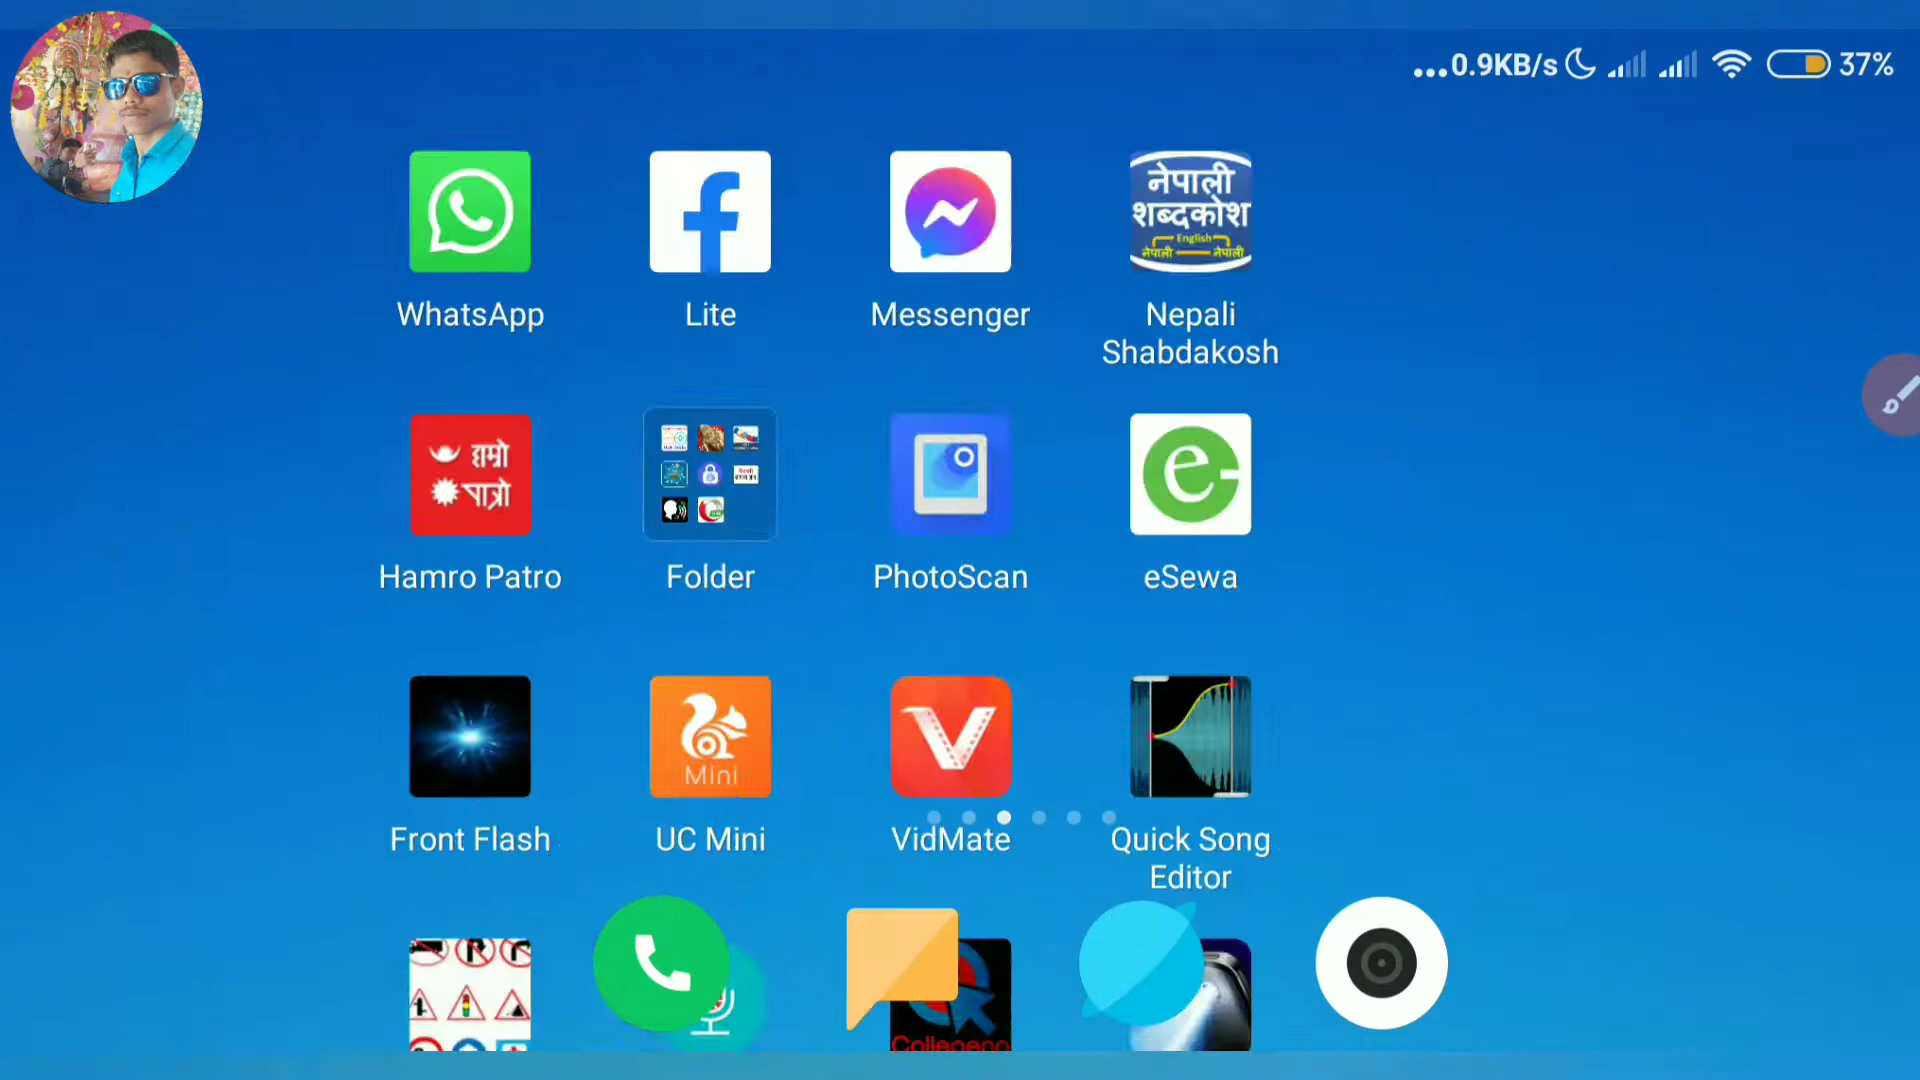 ...0.9KB/s 37%
नेपाली
शब्दकोश
English
नेपाली नेपाली
WhatsApp Lite Messenger Nepali
Shabdakosh
हाम्रो
पात्रो
Hamro Patro Folder PhotoScan eSewa
Mini
Front Flash UC Mini VidMate Quick Song
Editor